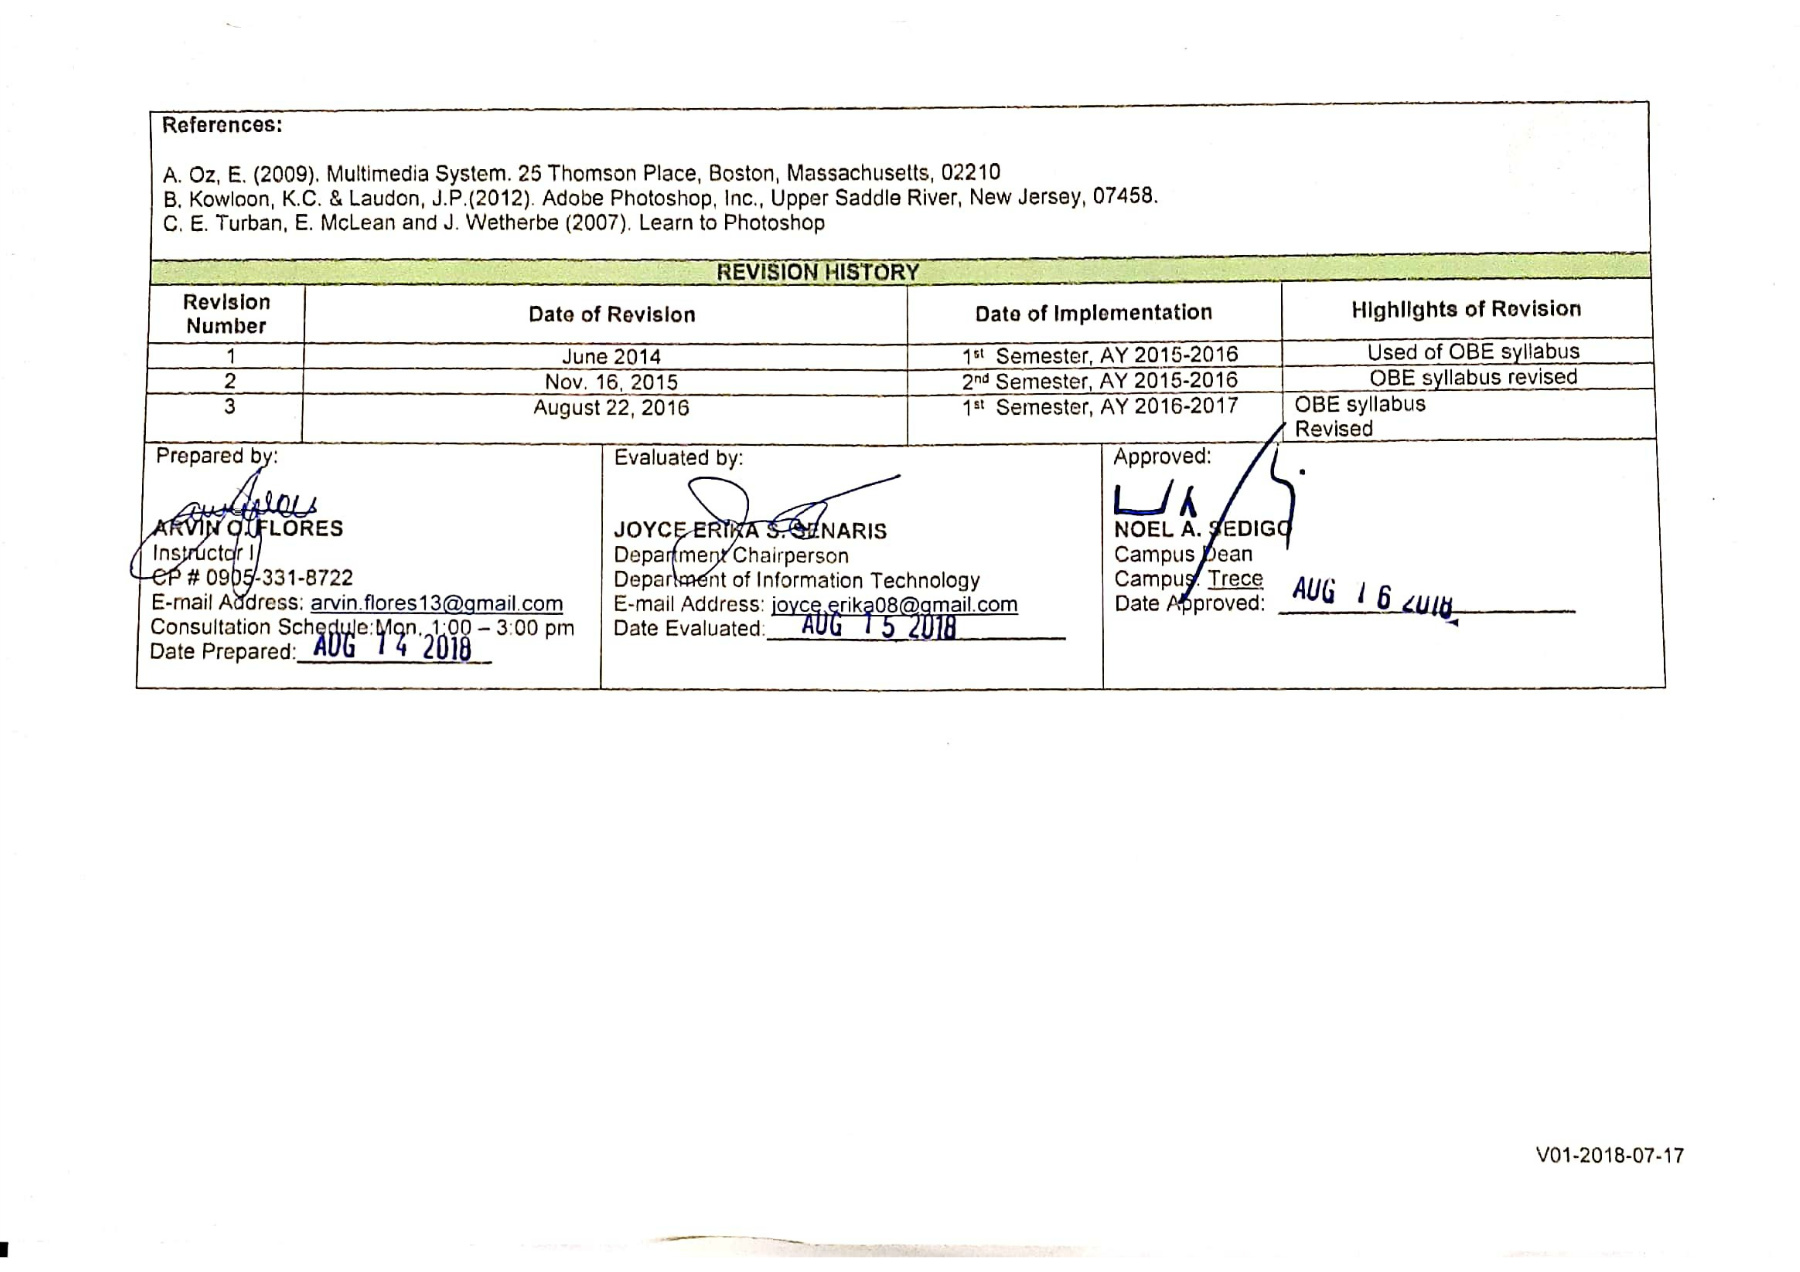 References:
A. Oz, E. (2009). Multimedia System. 25 Thomson Place, Boston, Massachusetts, 02210
B. Kowloon, K.C. & Laudon, J.P.(2012). Adobe Photoshop, Inc., Upper Saddle River, New Jersey, 07458.
C. E. Turban, E. McLean and J. Wetherbe (2007). Learn to Photoshop
REVISION HISTORY
Revision Number Date of Revision Date of Implementation Highlights of Revision
1 June 2014 1st Semester, AY 2015-2016 Used of OBE syllabus
2 Nov. 16, 2015 2nd Semester, AY 2015-2016 OBE syllabus revised
3 August 22, 2016 1st Semester, AY 2016-2017 OBE syllabus
Revised
Prepared by:
ARVIN O. FLORES
Instructor I
CP # 0905-331-8722
E-mail Address: arvin.flores13@gmail.com
Consultation Schedule:Mon. 1:00 – 3:00 pm
Date Prepared: AUG 14 2018
Evaluated by:
JOYCE ERIKA S. SENARIS
Department Chairperson
Department of Information Technology
E-mail Address: joyce.erika08@gmail.com
Date Evaluated: AUG 15 2018
Approved:
NOEL A. SEDIGO
Campus Dean
Campus: Trece
Date Approved: AUG 16 2018
V01-2018-07-17